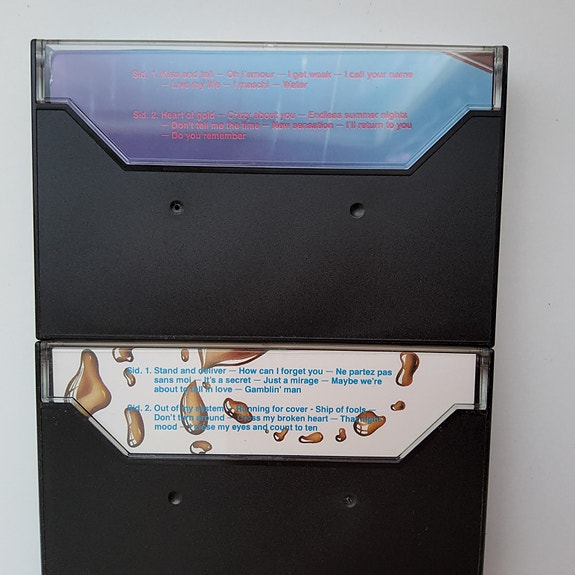 Sid. 1. Kiss and tell — Oh l'amour — I get weak — I call your name
— Live my life — I maschi — Water
Sid. 2. Heart of gold — Crazy about you — Endless summer nights
— Don't tell me the time — New sensation — I'll return to you
— Do you remember
Sid. 1. Stand and deliver — How can I forget you — Ne partez pas
sans moi — It's a secret — Just a mirage — Maybe we're
about to fall in love — Gamblin' man
Sid. 2. Out of my system — Running for cover - Ship of fools —
Don't turn around — Cross my broken heart — That
mood — I close my eyes and count to ten